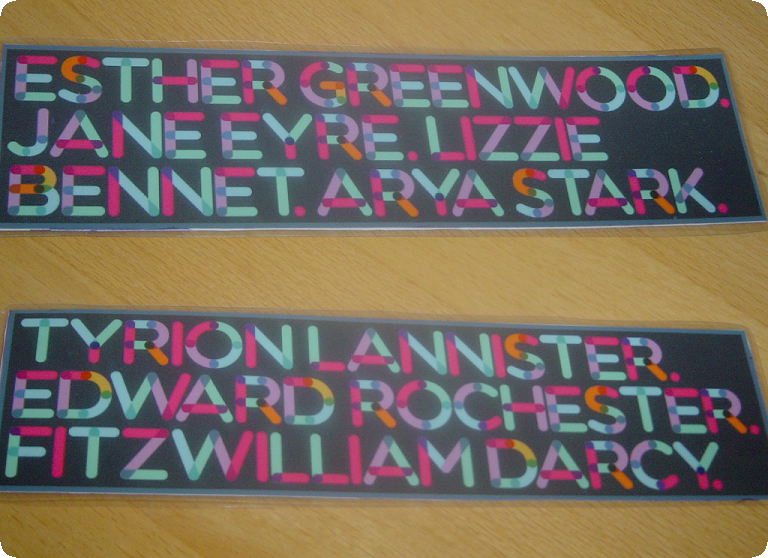 ESTHER GREENWOOD.
JANE EYRE. LIZZIE
BENNET. ARYA STARK.
TYRION LANNISTER.
EDWARD ROCHESTER.
FITZWILLIAM DARCY.